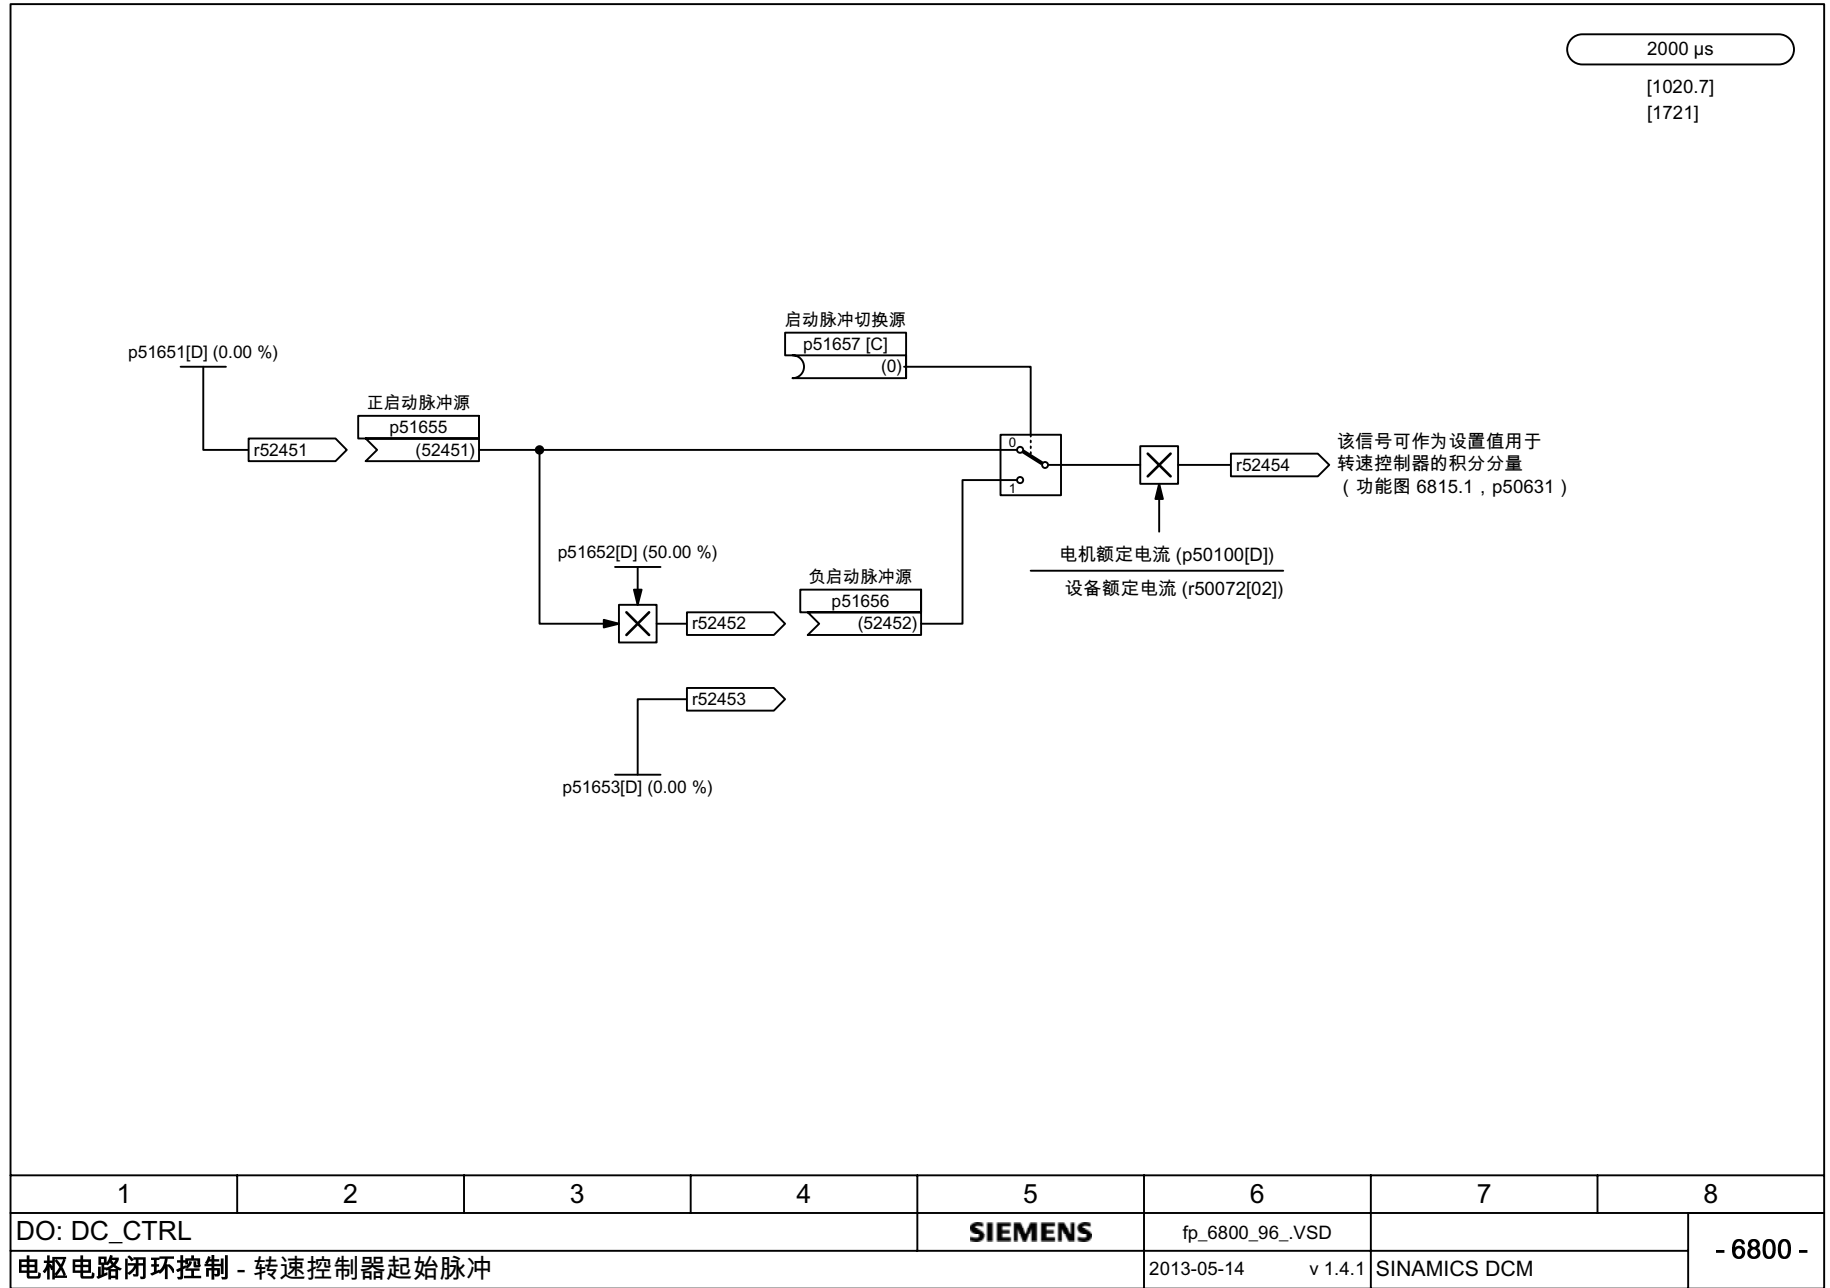 2000 µs
[1020.7]
[1721]
启动脉冲切换源
p51657 [C]
(0)
p51651[D] (0.00 %)
正启动脉冲源
p51655
r52451
(52451)
0
1
r52454
该信号可作为设置值用于
转速控制器的积分分量
( 功能图 6815.1 , p50631 )
p51652[D] (50.00 %)
电机额定电流 (p50100[D])
设备额定电流 (r50072[02])
负启动脉冲源
p51656
r52452
(52452)
r52453
p51653[D] (0.00 %)
1 2 3 4 5 6 7 8
DO: DC_CTRL
SIEMENS
fp_6800_96_.VSD
- 6800 -
电枢电路闭环控制 - 转速控制器起始脉冲
2013-05-14 v 1.4.1
SINAMICS DCM